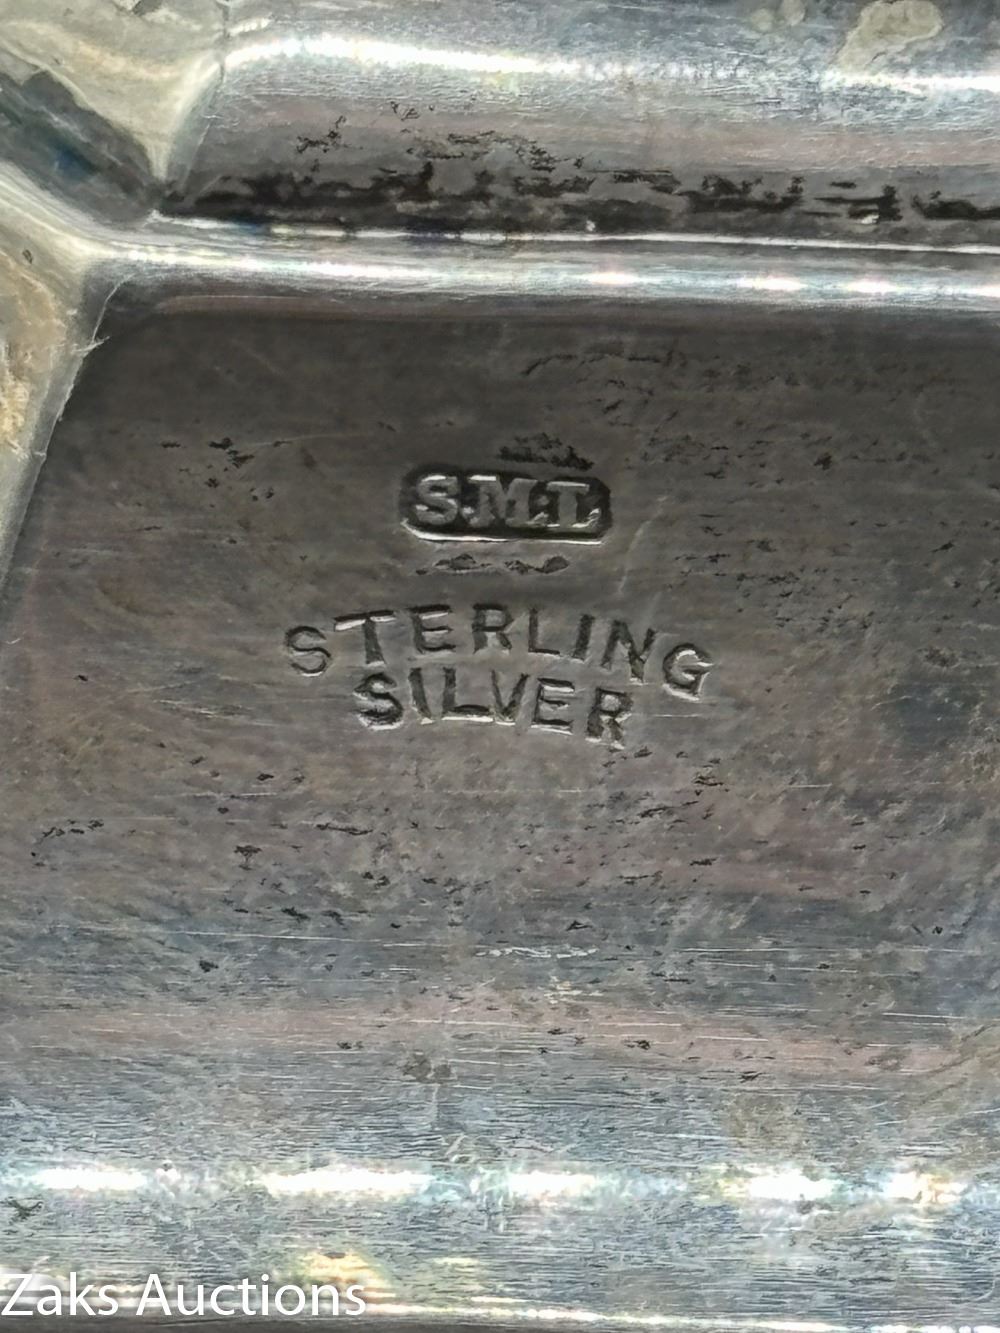 S.M.L
STERLING
SILVER
Zaks Auctions